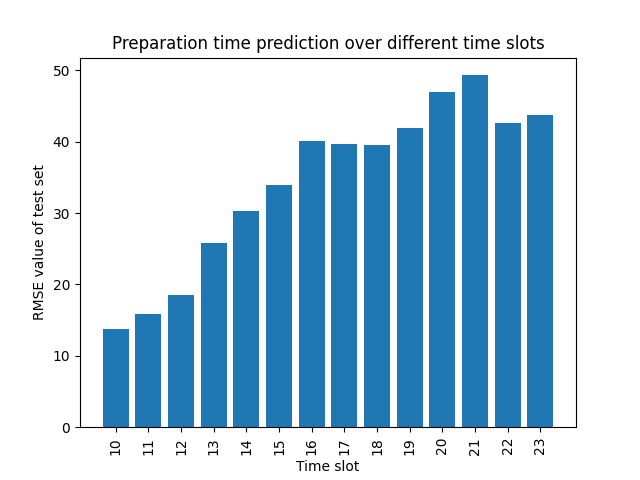 Preparation time prediction over different time slots
RMSE value of test set
50
40
30
20
10
0
10 11 12 13 14 15 16 17 18 19 20 21 22 23
Time slot